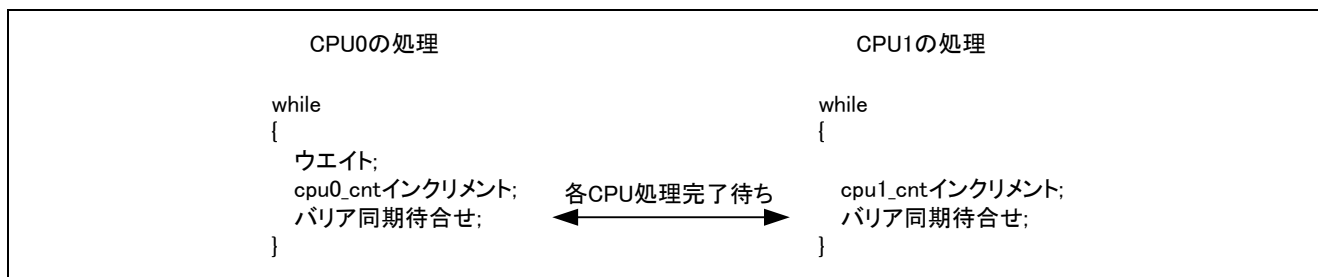 CPU0の処理
while
{
ウエイト;
cpu0_cntインクリメント;
バリア同期待合せ;
}
各CPU処理完了待ち
CPU1の処理
while
{
cpu1_cntインクリメント;
バリア同期待合せ;
}